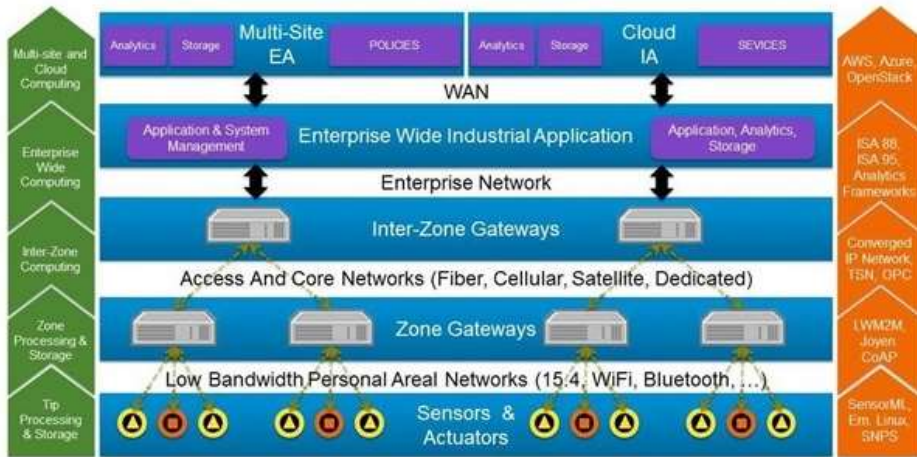 Multi-site and
Cloud
Computing
Analytics
Storage
Multi-Site
EA
POLICIES
Analytics
Storage
Cloud
IA
SEVICES
AWS, Azure,
OpenStack
WAN
Enterprise
Wide
Computing
Application & System
Management
Enterprise Wide Industrial Application
Application, Analytics,
Storage
ISA 88,
ISA 95,
Analytics
Frameworks
Enterprise Network
Inter-Zone
Computing
Inter-Zone Gateways
Converged
IP Network,
TSN, OPC
Access And Core Networks (Fiber, Cellular, Satellite, Dedicated)
Zone
Processing
& Storage
Zone Gateways
LWM2M,
Joyen
CoAP
Low Bandwidth Personal Areal Networks (15.4, WiFi, Bluetooth, ...)
Tip
Processing
& Storage
Sensors &
Actuators
SensorML,
Em. Linux,
SNPS